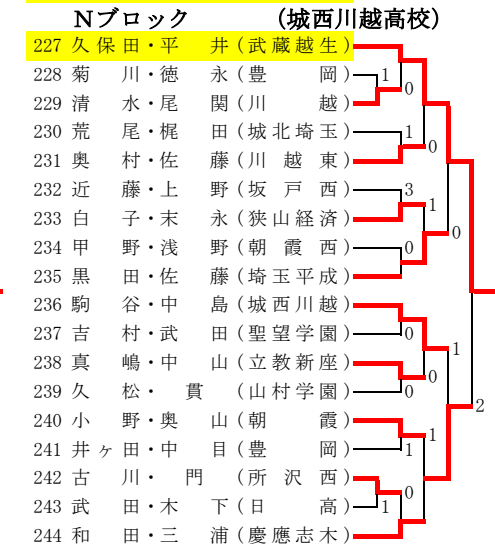 Nブロック (城西川越高校)
227 久保田・平 井(武蔵越生)
228 菊 川・徳 永(豊 岡) 1
229 清 水・尾 関(川 越) 0
230 荒 尾・梶 田(城北埼玉) 1
231 奥 村・佐 藤(川越東) 0
232 近 藤・上 野(坂戸西) 3
233 白 子・末 永(狭山経済) 1
0
234 甲 野・浅 野(朝霞西) 0
235 黒 田・佐 藤(埼玉平成)
236 駒 谷・中 島(城西川越)
237 吉 村・武 田(聖望学園) 0
1
238 真 嶋・中 山(立教新座)
0
239 久 松・ 貫 (山村学園) 0
2
240 小 野・奥 山(朝 霞)
1
241 井ヶ田・中 目(豊 岡) 1
242 古 川・ 門 (所沢西)
0
243 武 田・木 下(日 高) 1
244 和 田・三 浦(慶應志木)